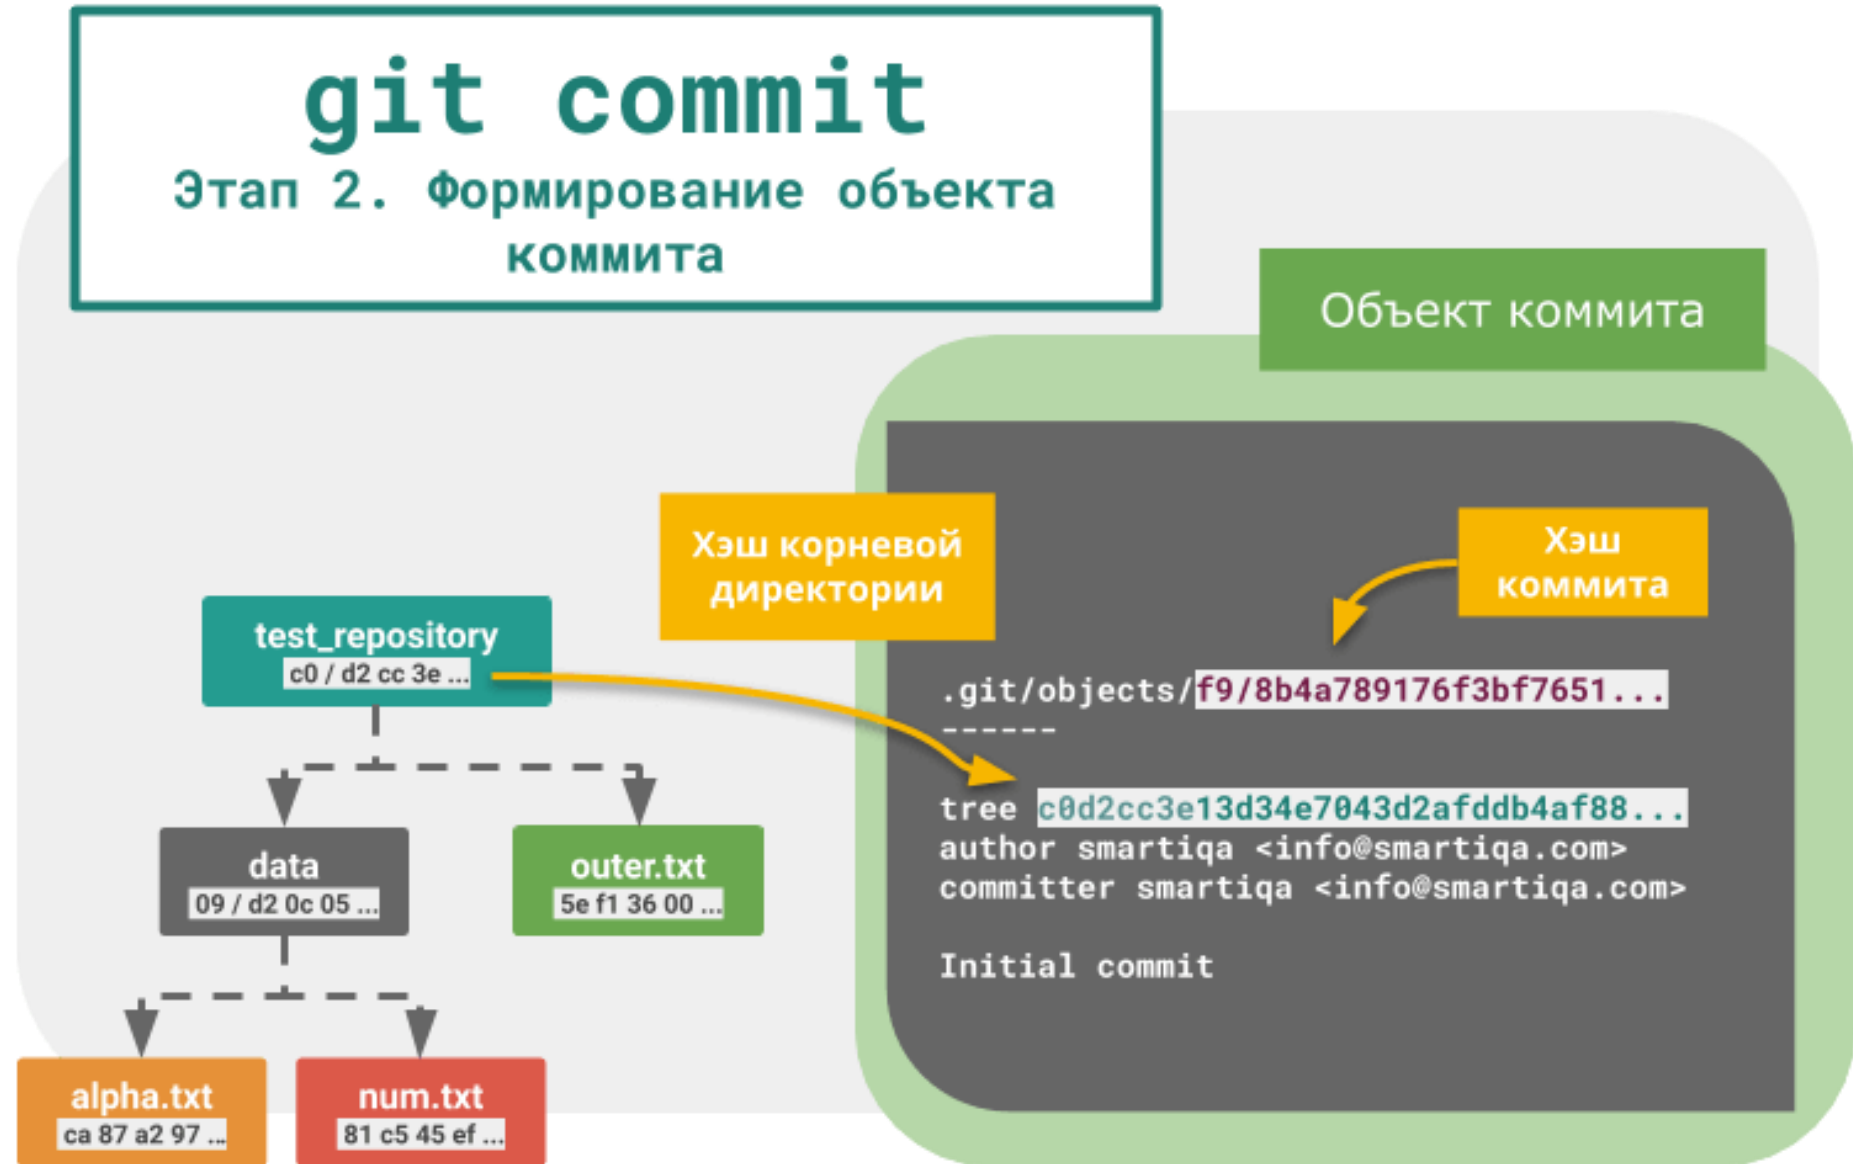 git commit
Этап 2. Формирование объекта
коммита
Объект коммита
Хэш корневой
директории
Хэш
коммита
test_repository
c0 / d2 cc 3e ...
data
09 / d2 0c 05 ...
outer.txt
5e f1 36 00 ...
alpha.txt
ca 87 a2 97 ...
num.txt
81 c5 45 ef ...
.git/objects/f9/8b4a789176f3bf7651...
------
tree c0d2cc3e13d34e7043d2afddb4af88...
author smartiqa <info@smartiqa.com>
committer smartiqa <info@smartiqa.com>
Initial commit